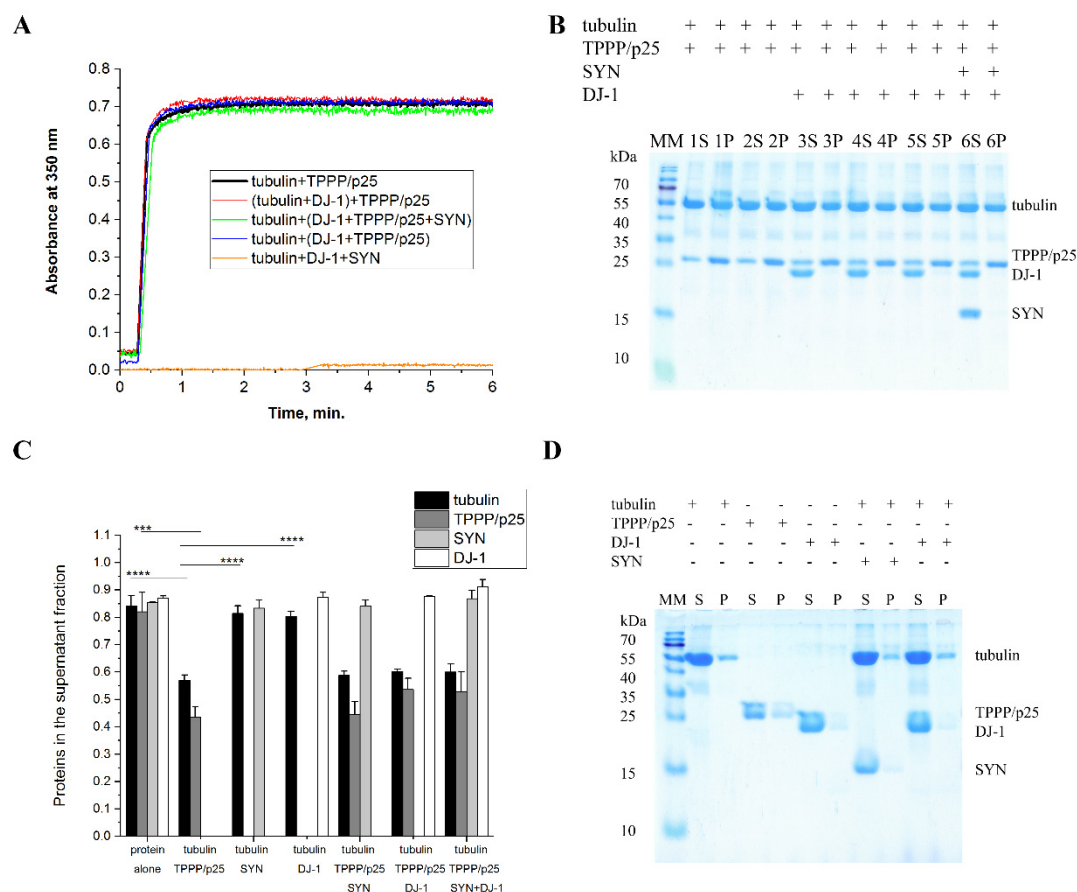 A
0.8
0.7
0.6
0.5
0.4
0.3
0.2
0.1
0.0
0 1 2 3 4 5 6
Absorbance at 350 nm
Time, min.
tubulin+TPPP/p25
(tubulin+DJ-1)+TPPP/p25
tubulin+(DJ-1+TPPP/p25+SYN)
tubulin+(DJ-1+TPPP/p25)
tubulin+DJ-1+SYN
B
tubulin + + + + + + + + + + + +
TPPP/p25 + + + + + + + + + + + +
SYN + +
DJ-1 + + + + + + + +
MM 1S 1P 2S 2P 3S 3P 4S 4P 5S 5P 6S 6P
kDa
70
55
40
35
25
15
10
tubulin
TPPP/p25
DJ-1
SYN
C
tubulin
TPPP/p25
SYN
DJ-1
1.1
1.0
0.9
0.8
0.7
0.6
0.5
0.4
0.3
0.2
0.1
0.0
Proteins in the supernatant fraction
***
****
****
****
protein tubulin tubulin tubulin tubulin tubulin tubulin
alone TPPP/p25 SYN DJ-1 TPPP/p25 TPPP/p25 TPPP/p25
SYN DJ-1 SYN+DJ-1
D
tubulin + + - - - - + + + +
TPPP/p25 - - + + - - - - - -
DJ-1 - - - - + + - - + +
SYN - - - - - - + + - -
MM S P S P S P S P S P
kDa
70
55
40
35
25
15
10
tubulin
TPPP/p25
DJ-1
SYN